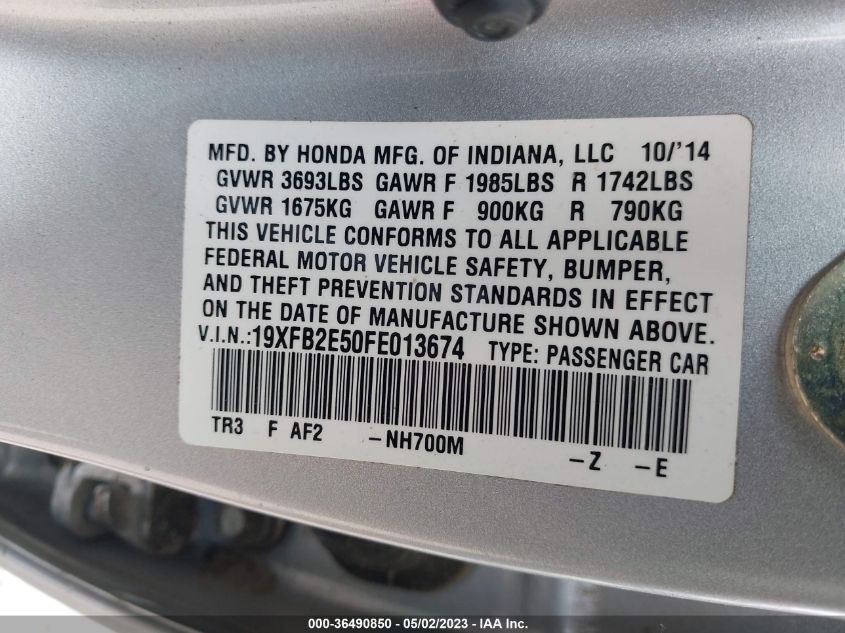 MFD. BY HONDA MFG. OF INDIANA, LLC 10/'14
GVWR 3693LBS GAWR F 1985LBS R 1742LBS
GVWR 1675KG GAWR F 900KG R 790KG
THIS VEHICLE CONFORMS TO ALL APPLICABLE
FEDERAL MOTOR VEHICLE SAFETY, BUMPER,
AND THEFT PREVENTION STANDARDS IN EFFECT
ON THE DATE OF MANUFACTURE SHOWN ABOVE.
V.I.N.:19XFB2E50FE013674 TYPE: PASSENGER CAR
TR3 F AF2 -NH700M -Z -E
000-36490850 - 05/02/2023 - IAA Inc.